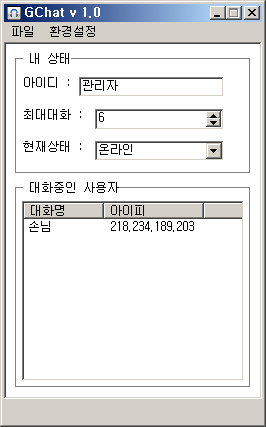 GChat v 1.0
파일 환경설정
내 상태
아이디 : 관리자
최대대화 : 6
현재상태 : 온라인
대화중인 사용자
대화명 아이피
손님 218,234,189,203